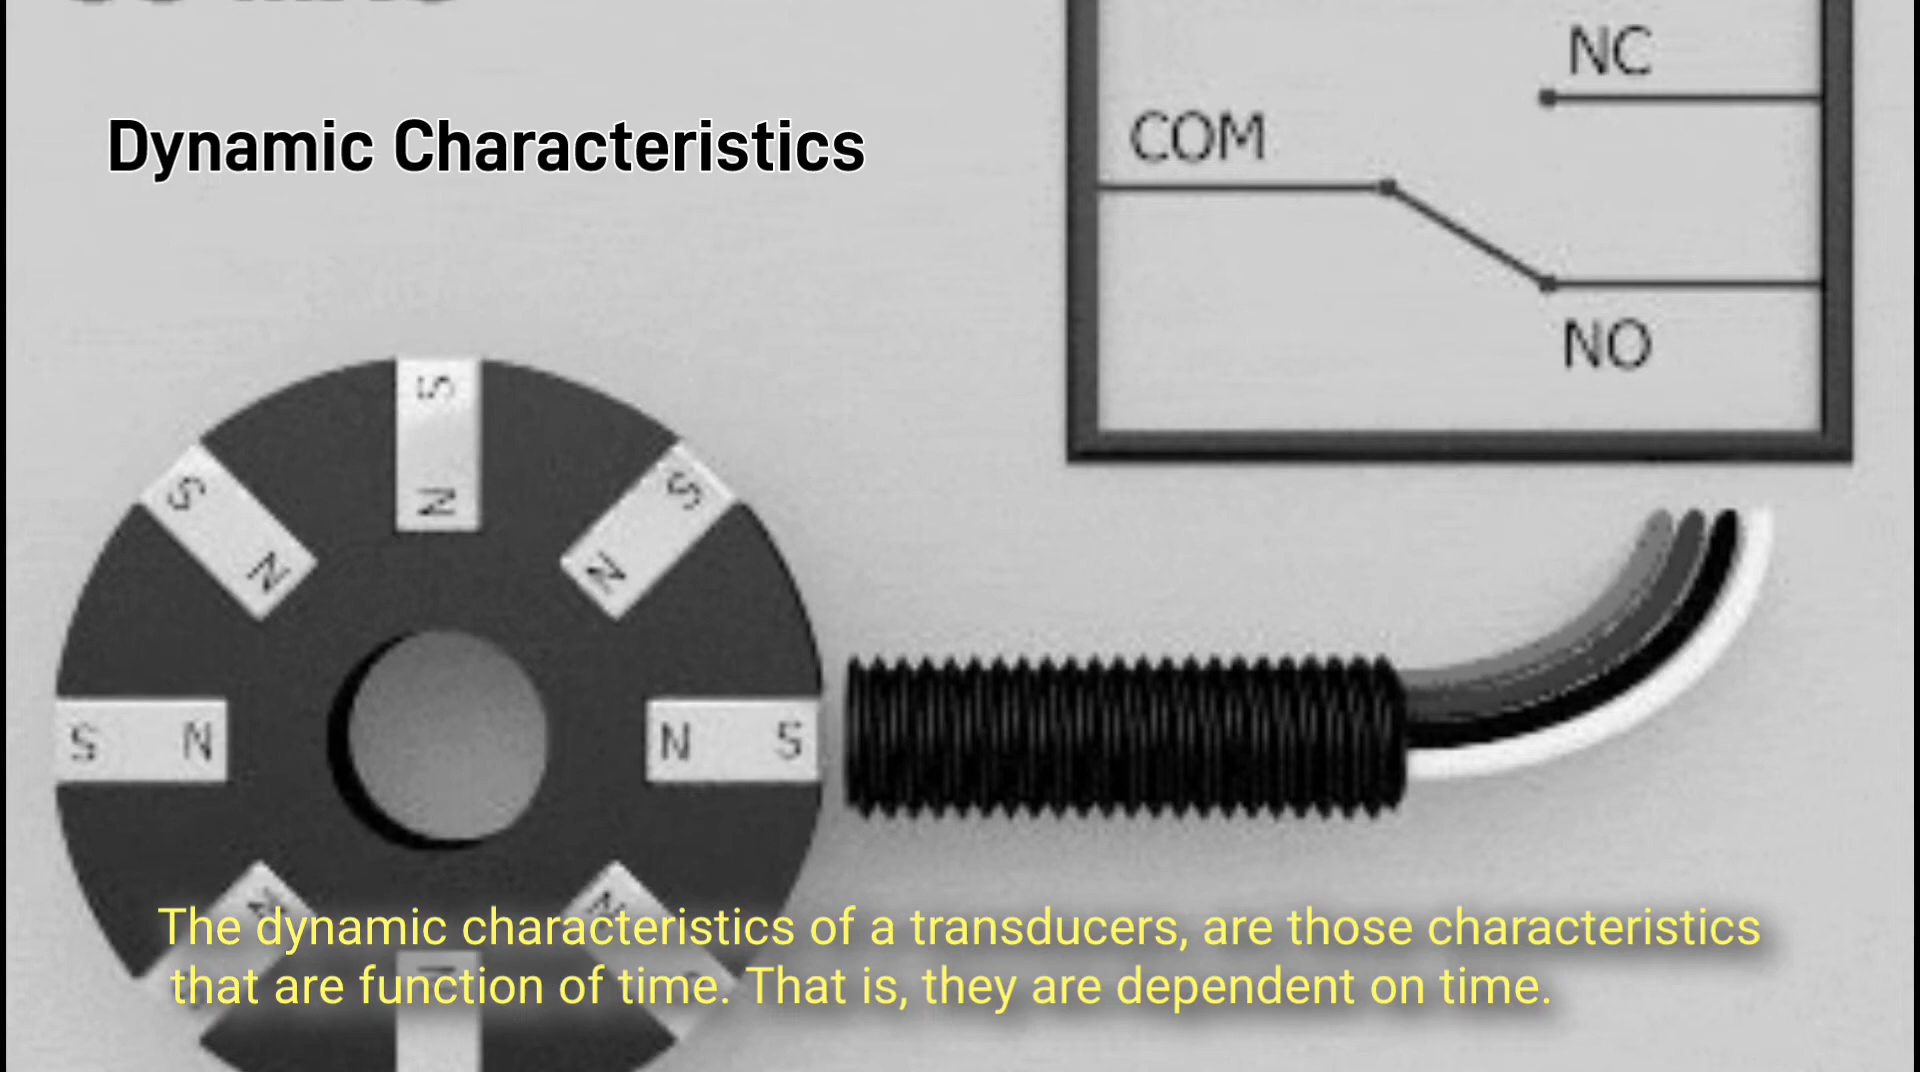 Dynamic Characteristics
NC
COM
NO
S
N
S
N
S
N
S N
N S
N
N
The dynamic characteristics of a transducers, are those characteristics
that are function of time. That is, they are dependent on time.